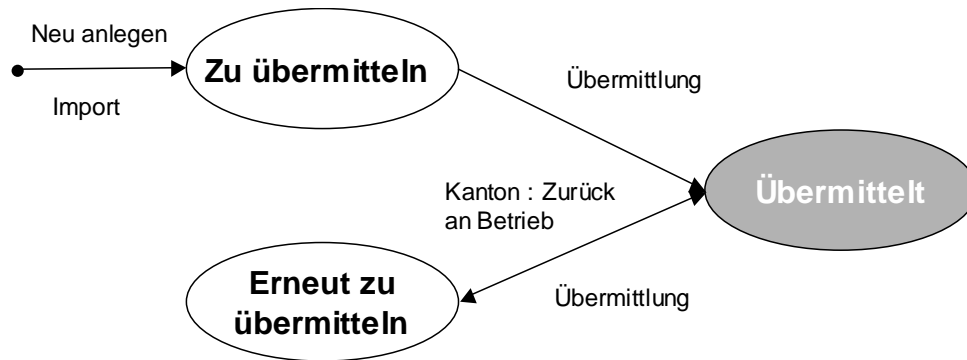 Neu anlegen
Import
Zu übermitteln
Übermittlung
Übermittelt
Kanton : Zurück
an Betrieb
Erneut zu
übermitteln
Übermittlung